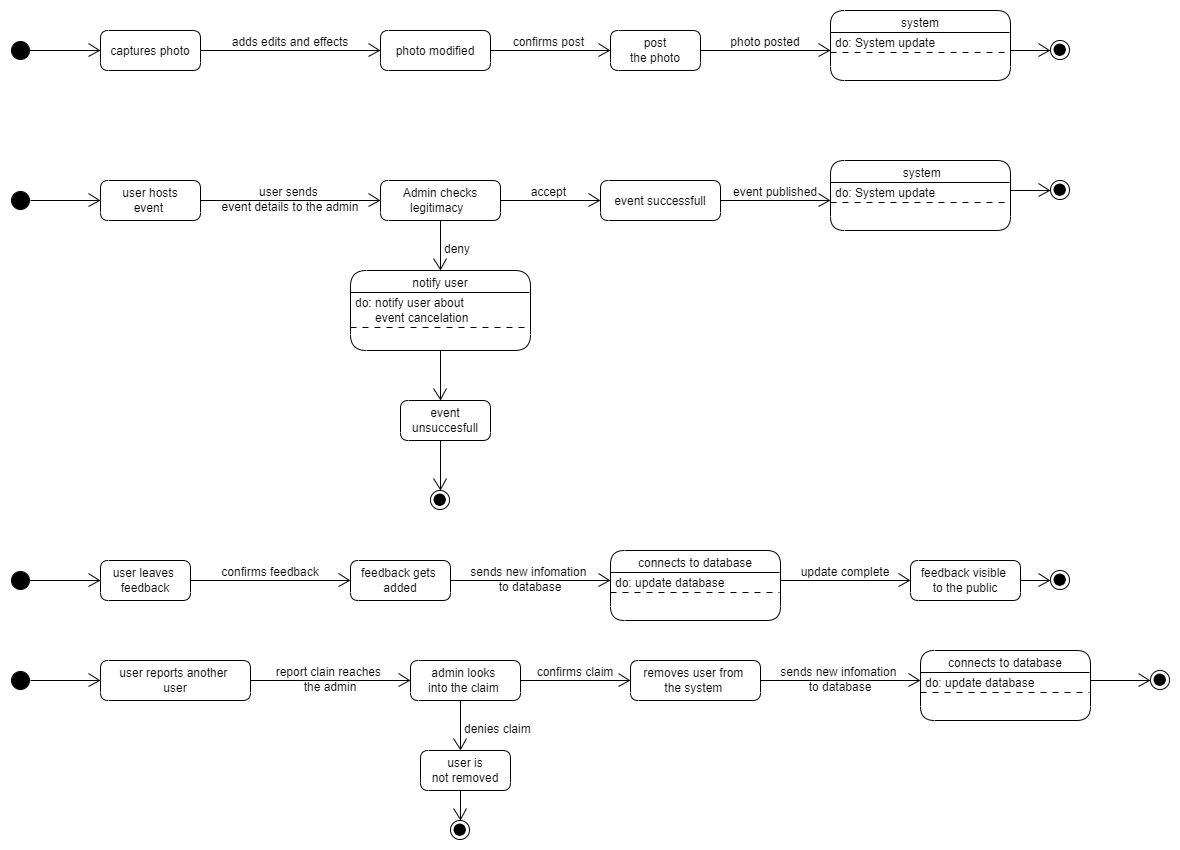 captures photo
adds edits and effects
photo modified
confirms post
post
the photo
photo posted
system
do: System update
user hosts
event
user sends
event details to the admin
Admin checks
legitimacy
accept
event successfull
event published
system
do: System update
deny
notify user
do: notify user about
event cancelation
event
unsuccesfull
user leaves
feedback
confirms feedback
feedback gets
added
sends new infomation
to database
connects to database
do: update database
update complete
feedback visible
to the public
user reports another
user
report clain reaches
the admin
admin looks
into the claim
confirms claim
removes user from
the system
sends new infomation
to database
connects to database
do: update database
denies claim
user is
not removed